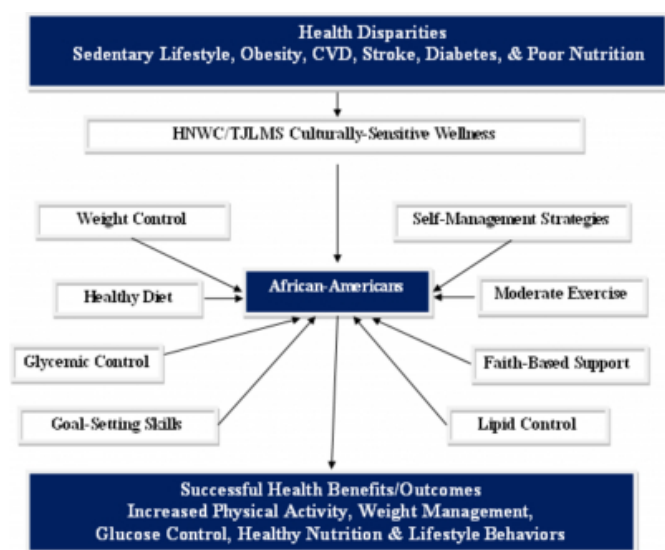 Health Disparities
Sedentary Lifestyle, Obesity, CVD, Stroke, Diabetes, & Poor Nutrition
HNWC/TJLMS Culturally-Sensitive Wellness
Weight Control
Self-Management Strategies
Healthy Diet
African-Americans
Moderate Exercise
Glycemic Control
Faith-Based Support
Goal-Setting Skills
Lipid Control
Successful Health Benefits/Outcomes
Increased Physical Activity, Weight Management,
Glucose Control, Healthy Nutrition & Lifestyle Behaviors